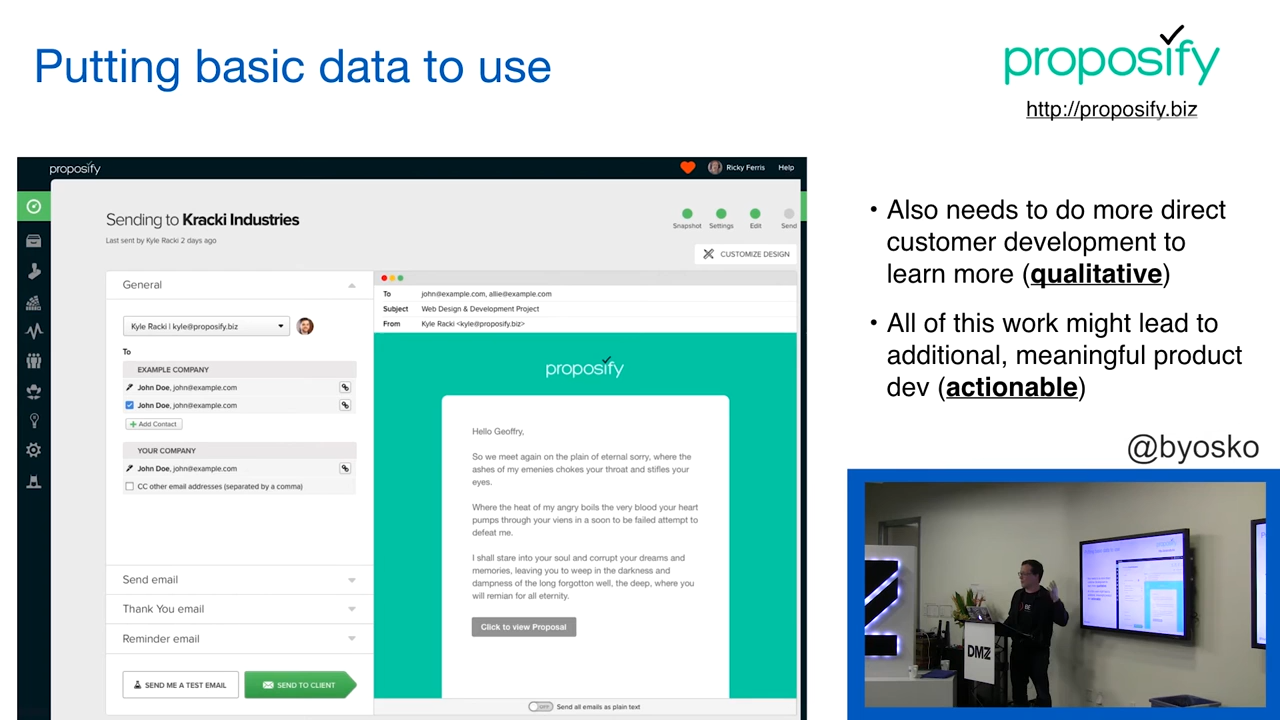 Putting basic data to use
proposify
http://proposify.biz
proposify
Ricky Ferris
Help
Sending to Kracki Industries
Last sent by Kyle Racki 2 days ago
Snapshot
Settings
Edit
Send
CUSTOMIZE DESIGN
General
Kyle Racki | kyle@proposify.biz
To
EXAMPLE COMPANY
John Doe, john@example.com
John Doe, john@example.com
+ Add Contact
YOUR COMPANY
John Doe, john@example.com
CC other email addresses (separated by a comma)
Send email
Thank You email
Reminder email
SEND ME A TEST EMAIL
SEND TO CLIENT
To john@example.com, allie@example.com
Subject Web Design & Development Project
From Kyle Racki <kyle@proposify.biz>
proposify
Hello Geoffry,
So we meet again on the plain of eternal sorry, where the
ashes of my emenies chokes your throat and stifles your
eyes.
Where the heat of my angry boils the very blood your heart
pumps through your viens in a soon to be failed attempt to
defeat me.
I shall stare into your soul and corrupt your dreams and
memories, leaving you to weep in the darkness and
dampness of the long forgotton well, the deep, where you
will remian for all eternity.
Click to view Proposal
OFF
Send all emails as plain text
• Also needs to do more direct
customer development to
learn more (qualitative)
• All of this work might lead to
additional, meaningful product
dev (actionable)
@byosko
DMZ